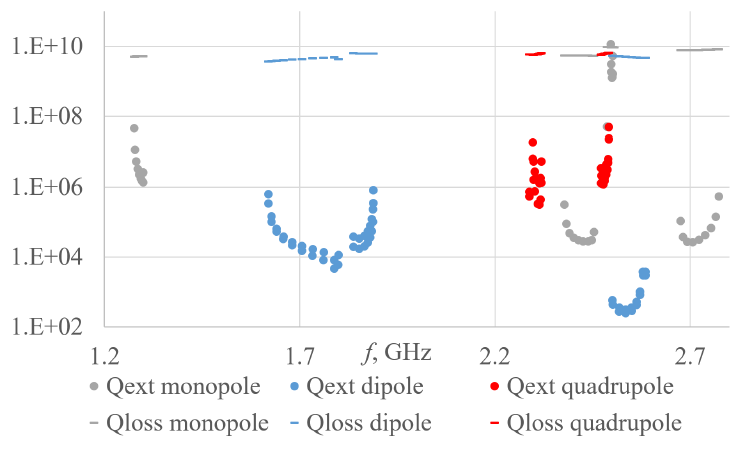 1.E+10
1.E+08
1.E+06
1.E+04
1.E+02
1.2 1.7 f, GHz 2.2 2.7
Qext monopole Qext dipole Qext quadrupole
Qloss monopole Qloss dipole Qloss quadrupole